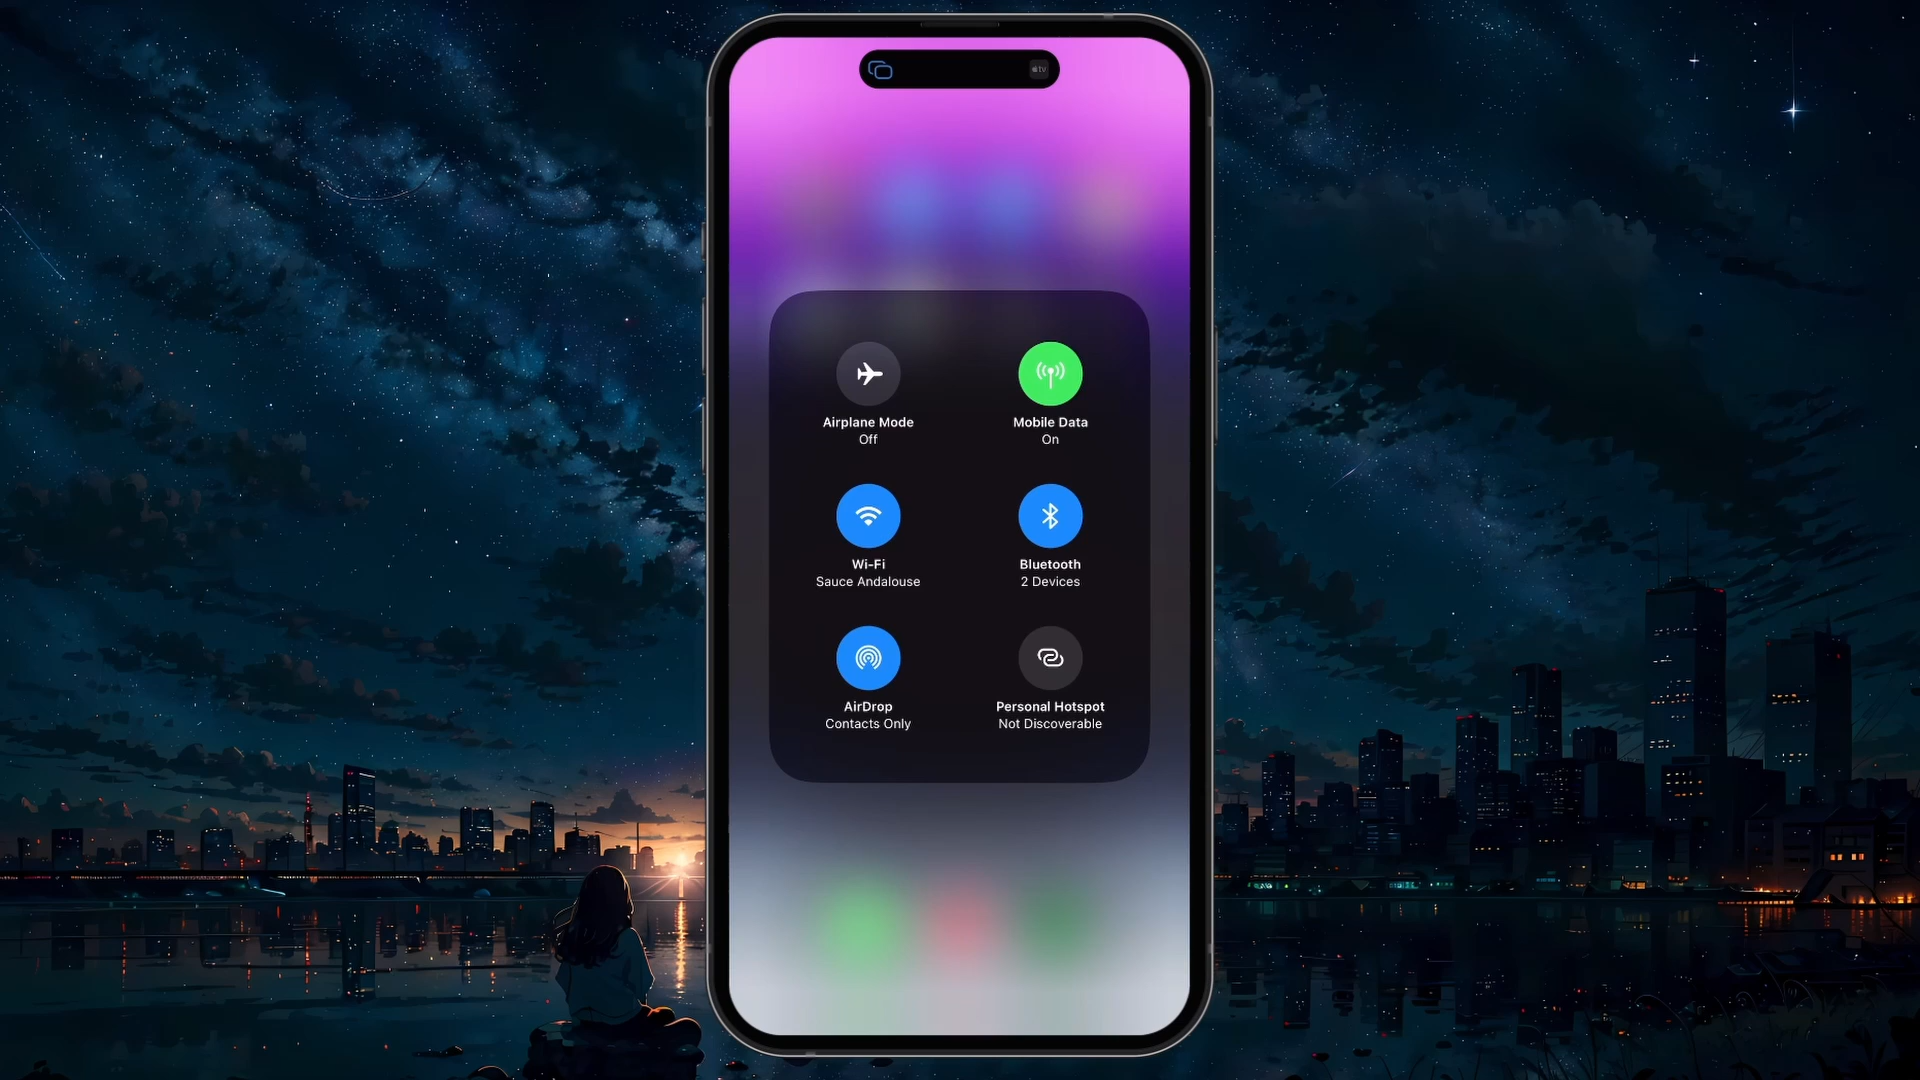 tv
Airplane Mode
Off
Mobile Data
On
Wi-Fi
Sauce Andalouse
Bluetooth
2 Devices
AirDrop
Contacts Only
Personal Hotspot
Not Discoverable